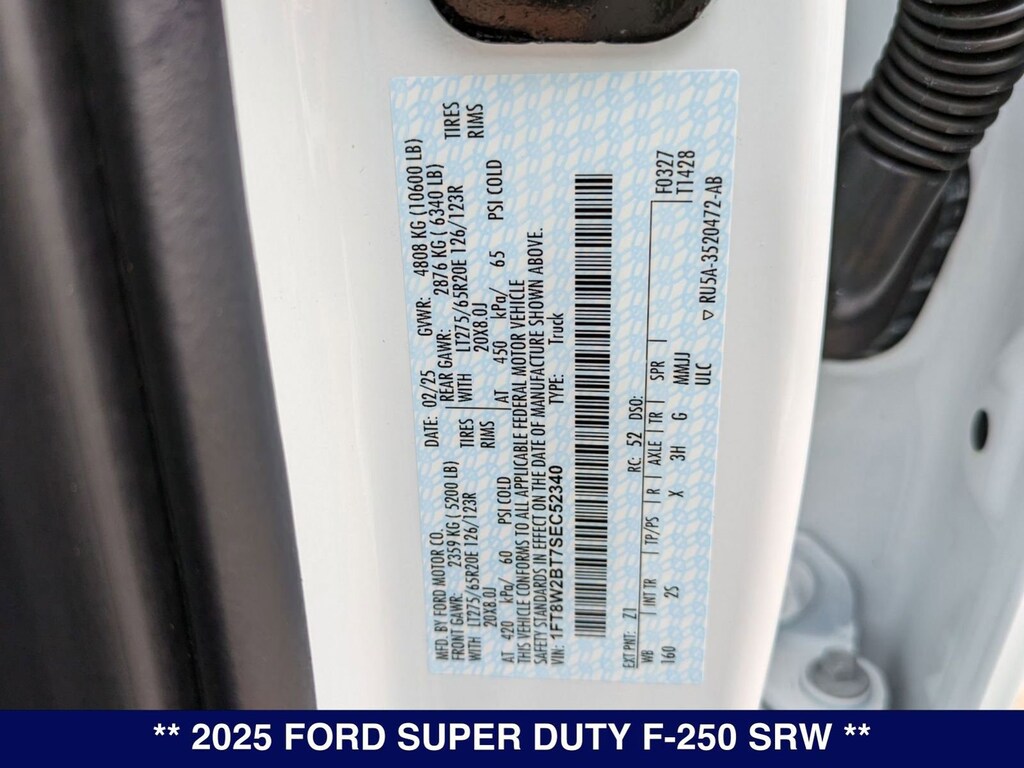 MFD. BY FORD MOTOR CO.
DATE: 02/25 GVWR: 4808 KG (10600 LB)
FRONT GAWR: 2359 KG ( 5200 LB)
REAR GAWR: 2876 KG ( 6340 LB)
WITH LT275/65R20E 126/123R TIRES
WITH LT275/65R20E 126/123R TIRES
20X8.0J RIMS
20X8.0J RIMS
AT 420 kPa/ 60 PSI COLD
AT 450 kPa/ 65 PSI COLD
THIS VEHICLE CONFORMS TO ALL APPLICABLE FEDERAL MOTOR VEHICLE
SAFETY STANDARDS IN EFFECT ON THE DATE OF MANUFACTURE SHOWN ABOVE.
VIN: 1FT8W2BT7SEC52340 TYPE: Truck
EXT PNT: Z1 RC: 52 DSO: F0327
WB INT TR TP/PS R AXLE TR SPR T1428
160 2S X 3H G MMJJ
ULC
▽ RU5A-3520472-AB
** 2025 FORD SUPER DUTY F-250 SRW **